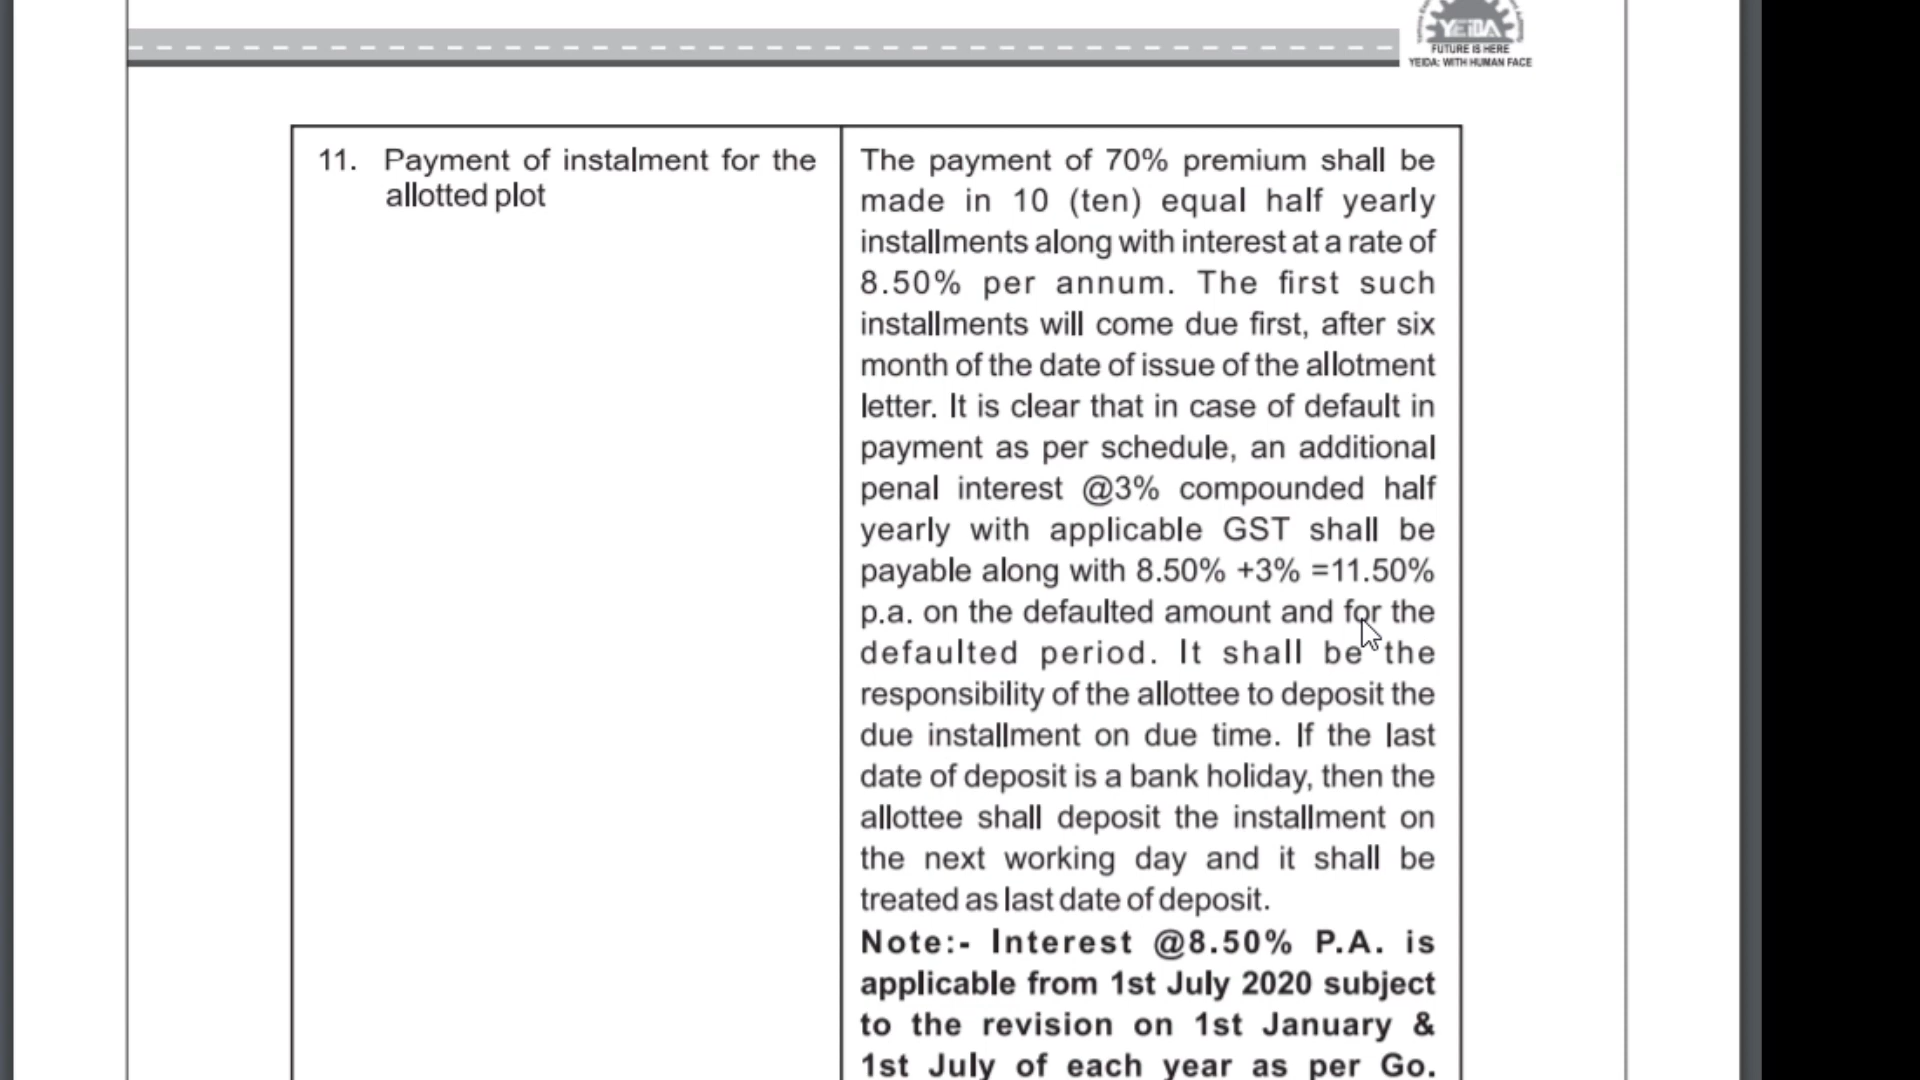 YEIDA
FUTURE IS HERE
YEIDA: WITH HUMAN FACE
11. Payment of instalment for the
allotted plot
The payment of 70% premium shall be
made in 10 (ten) equal half yearly
installments along with interest at a rate of
8.50% per annum. The first such
installments will come due first, after six
month of the date of issue of the allotment
letter. It is clear that in case of default in
payment as per schedule, an additional
penal interest @3% compounded half
yearly with applicable GST shall be
payable along with 8.50% +3% =11.50%
p.a. on the defaulted amount and for the
defaulted period. It shall be the
responsibility of the allottee to deposit the
due installment on due time. If the last
date of deposit is a bank holiday, then the
allottee shall deposit the installment on
the next working day and it shall be
treated as last date of deposit.
Note:- Interest @8.50% P.A. is
applicable from 1st July 2020 subject
to the revision on 1st January &
1st July of each year as per Go.